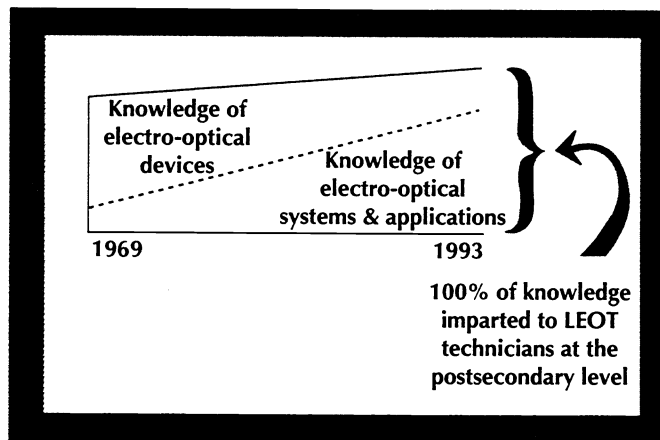 Knowledge of
electro-optical
devices
Knowledge of
electro-optical
systems & applications
1969
1993
100% of knowledge
imparted to LEOT
technicians at the
postsecondary level